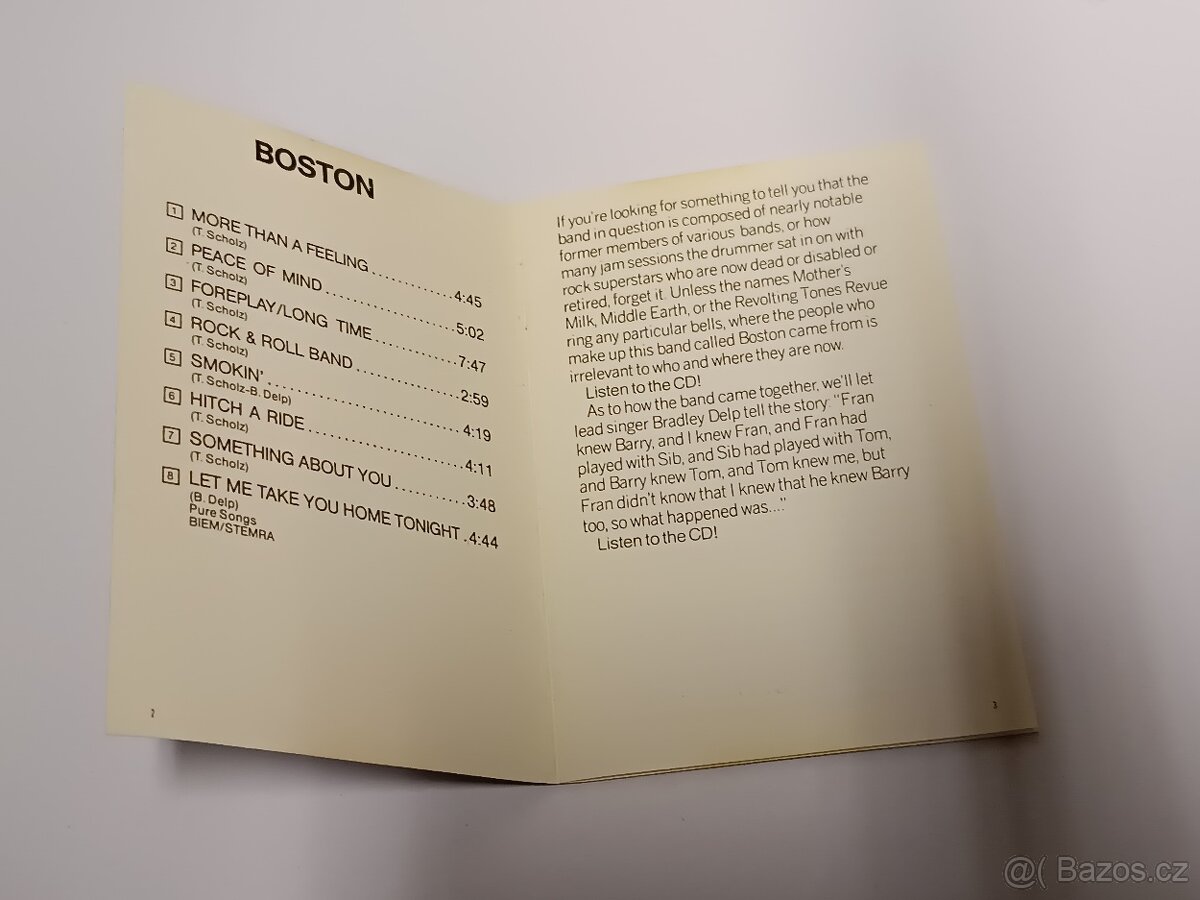 BOSTON
1 MORE THAN A FEELING..............4:45
(T. Scholz)
2 PEACE OF MIND....................5:02
(T. Scholz)
3 FOREPLAY/LONG TIME.............7:47
(T. Scholz)
4 ROCK & ROLL BAND...............2:59
(T. Scholz)
5 SMOKIN'...........................4:19
(T. Scholz-B. Delp)
6 HITCH A RIDE.....................4:11
(T. Scholz)
7 SOMETHING ABOUT YOU..........3:48
(T. Scholz)
8 LET ME TAKE YOU HOME TONIGHT.4:44
(B. Delp)
Pure Songs
BIEM/STEMRA
2
If you're looking for something to tell you that the
band in question is composed of nearly notable
former members of various bands, or how
many jam sessions the drummer sat in on with
rock superstars who are now dead or disabled or
retired, forget it. Unless the names Mother's
Milk, Middle Earth, or the Revolting Tones Revue
ring any particular bells, where the people who
make up this band called Boston came from is
irrelevant to who and where they are now.
Listen to the CD!
As to how the band came together, we'll let
lead singer Bradley Delp tell the story: "Fran
knew Barry, and I knew Fran, and Fran had
played with Sib, and Sib had played with Tom,
and Barry knew Tom, and Tom knew me, but
Fran didn't know that I knew that he knew Barry
too, so what happened was...."
Listen to the CD!
3
@( Bazos.cz